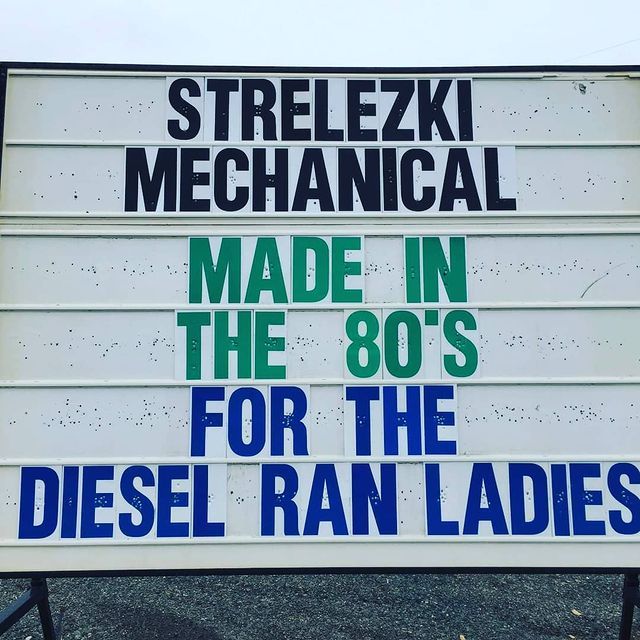 STRELEZKI
MECHANICAL
MADE IN
THE 80'S
FOR THE
DIESEL RAN LADIES